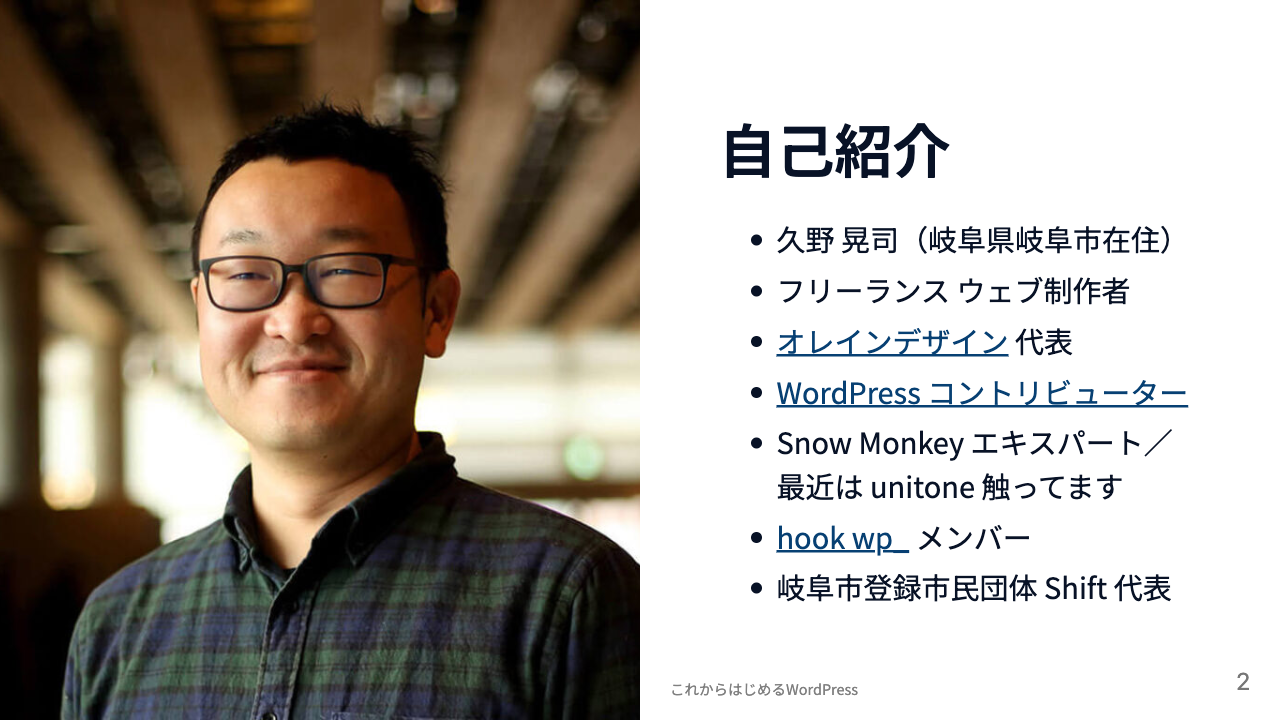 自己紹介
久野 晃司（岐阜県岐阜市在住）
フリーランス ウェブ制作者
オレインデザイン 代表
WordPress コントリビューター
Snow Monkey エキスパート／
最近は unitone 触ってます
hook wp_ メンバー
岐阜市登録市民団体 Shift 代表
これからはじめるWordPress
2